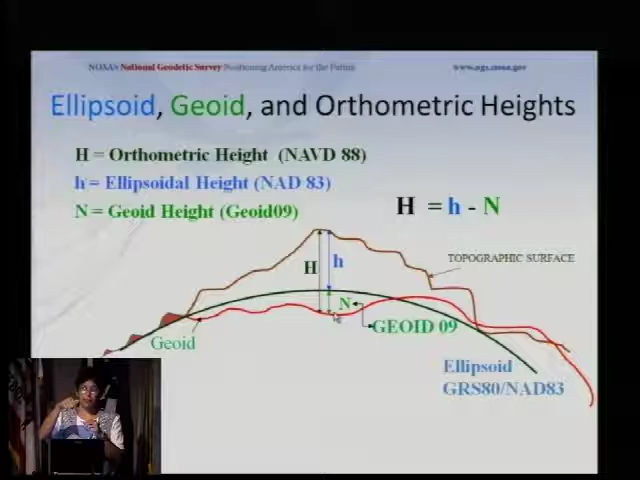 NOAA's National Geodetic Survey Positioning America for the Future
www.ngs.noaa.gov
Ellipsoid, Geoid, and Orthometric Heights
H = Orthometric Height (NAVD 88)
h = Ellipsoidal Height (NAD 83)
N = Geoid Height (Geoid09)
H = h - N
TOPOGRAPHIC SURFACE
H
h
N
GEOID 09
Geoid
Ellipsoid
GRS80/NAD83